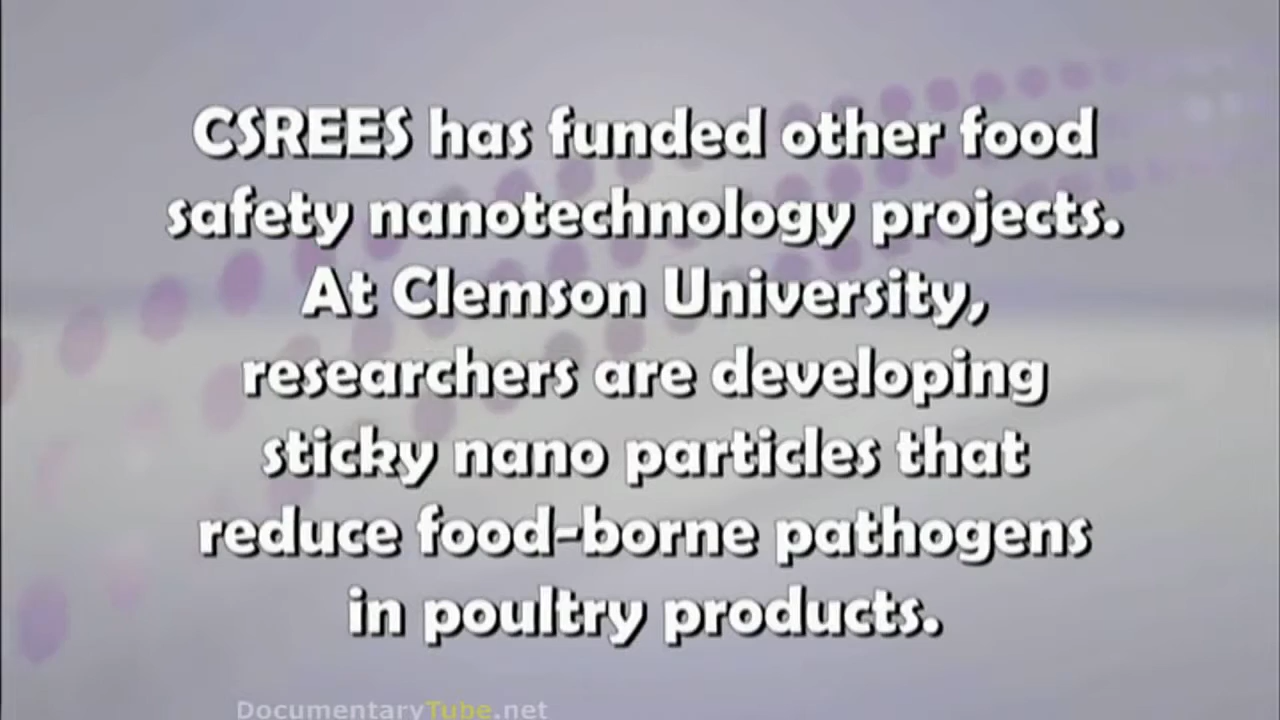 CSREES has funded other food
safety nanotechnology projects.
At Clemson University,
researchers are developing
sticky nano particles that
reduce food-borne pathogens
in poultry products.
DocumentaryTube.net